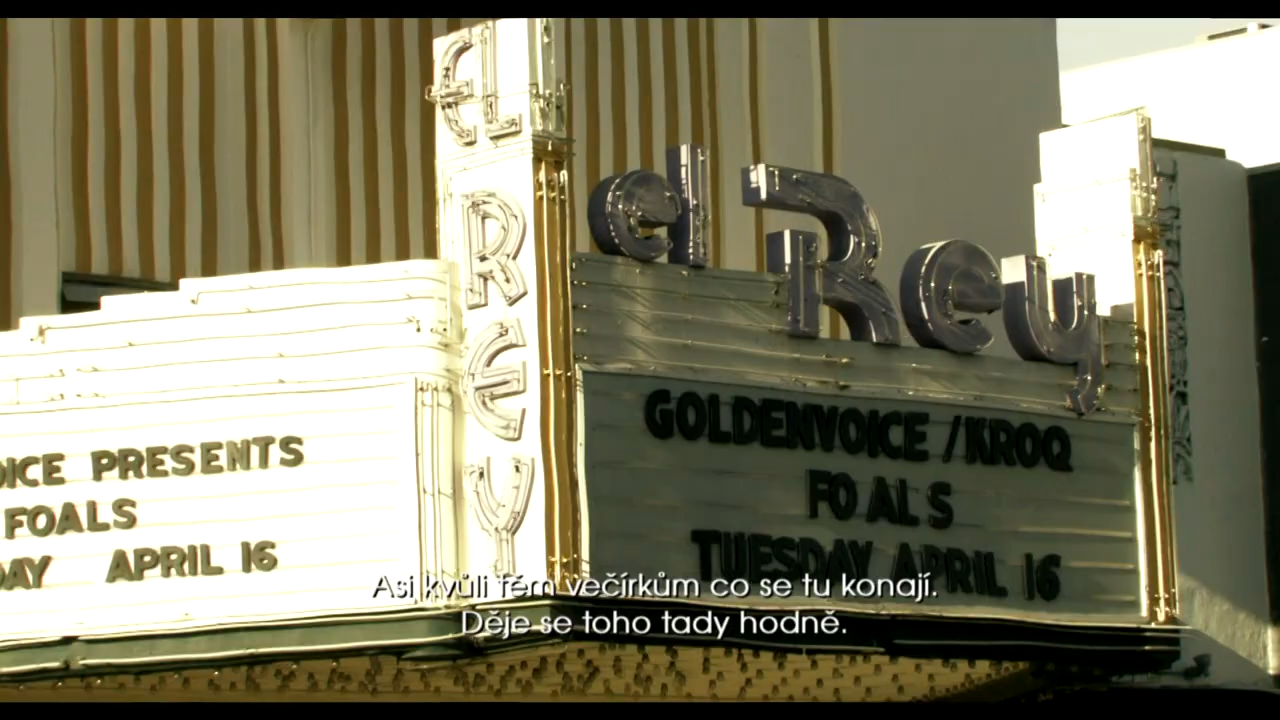 EL REY
el Rey
OICE PRESENTS
FOALS
DAY APRIL 16
GOLDENVOICE / KROQ
FOALS
TUESDAY APRIL 16
Asi kvůli těm večírkům co se tu konají.
Děje se toho tady hodně.